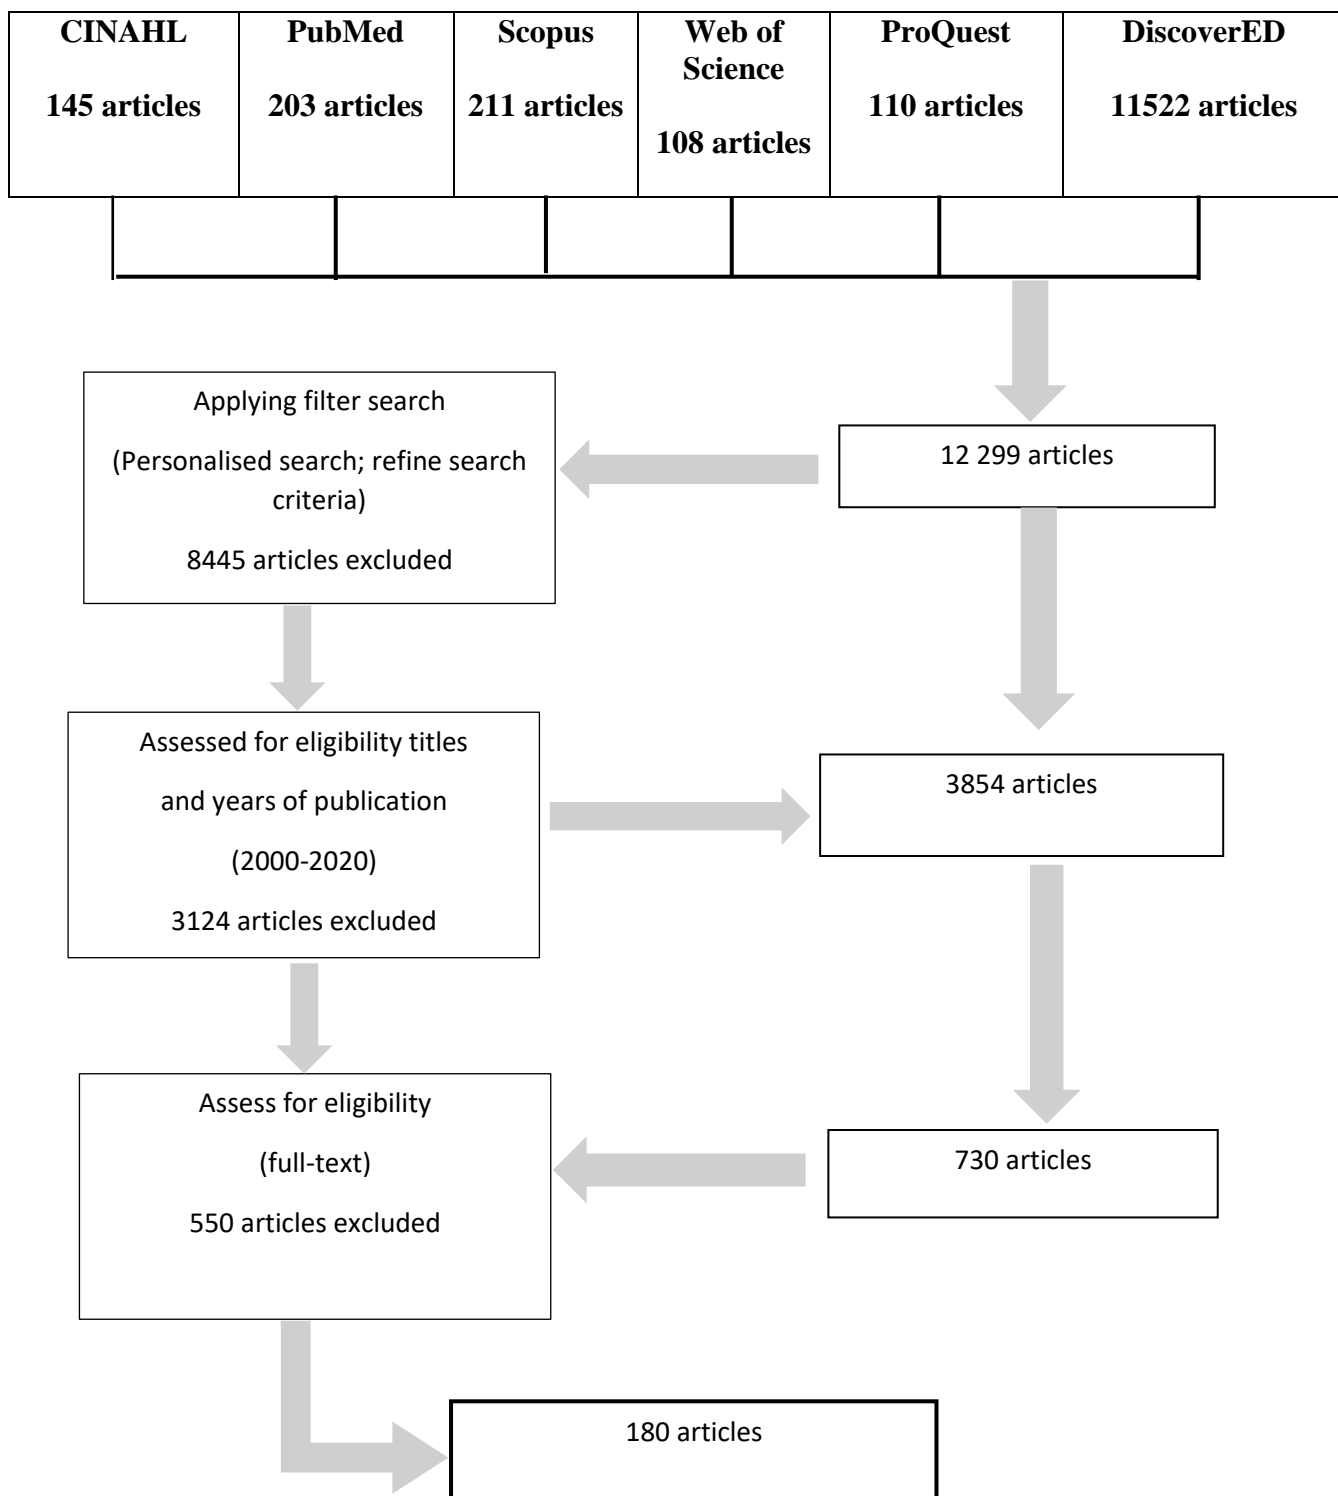 CINAHL
145 articles
PubMed
203 articles
Scopus
211 articles
Web of
Science
108 articles
ProQuest
110 articles
DiscoverED
11522 articles
Applying filter search
(Personalised search; refine search
criteria)
8445 articles excluded
12 299 articles
Assessed for eligibility titles
and years of publication
(2000-2020)
3124 articles excluded
3854 articles
Assess for eligibility
(full-text)
550 articles excluded
730 articles
180 articles